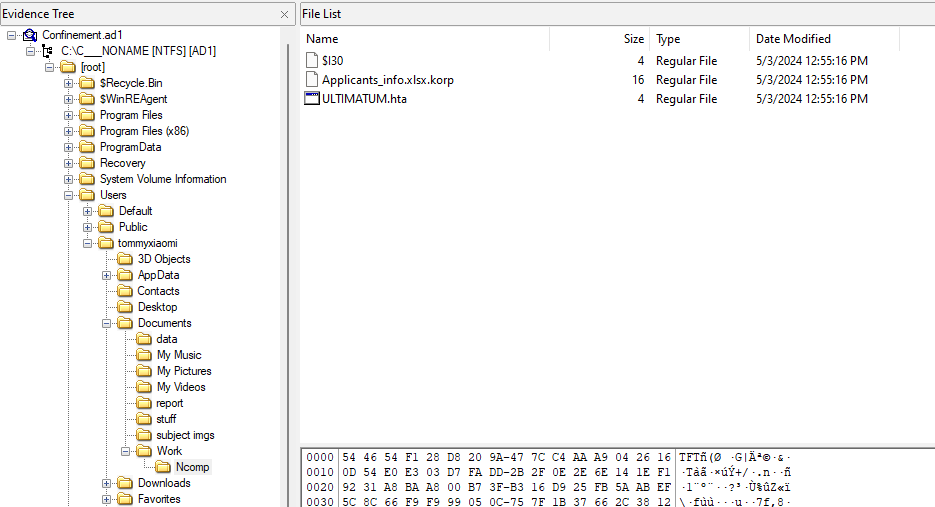 Evidence Tree
Confinement.ad1
C:\C___NONAME [NTFS] [AD1]
[root]
$Recycle.Bin
$WinREAgent
Program Files
Program Files (x86)
ProgramData
Recovery
System Volume Information
Users
Default
Public
tommyxiaomi
3D Objects
AppData
Contacts
Desktop
Documents
data
My Music
My Pictures
My Videos
report
stuff
subject imgs
Work
Ncomp
Downloads
Favorites
File List
Name Size Type Date Modified
$I30 4 Regular File 5/3/2024 12:55:16 PM
Applicants_info.xlsx.korp 16 Regular File 5/3/2024 12:55:16 PM
ULTIMATUM.hta 4 Regular File 5/3/2024 12:55:16 PM
0000 54 46 54 F1 28 D8 20 9A-47 7C C4 AA A9 04 26 16 TFTñ(Ø ·G|Äª©·&·
0010 0D 54 E0 E3 03 D7 FA DD-2B 2F 0E 2E 6E 14 1E F1 ·Tàã·×úÝ+/·.n··ñ
0020 92 31 A8 BA A8 00 B7 3F-B3 16 D9 25 FB 5A AB EF ·1¨º¨··?³·Ù%ûZ«ï
0030 5C 8C 66 F9 F9 99 05 0C-75 7F 1B 37 66 2C 38 12 \·fùù···u··7f,8·